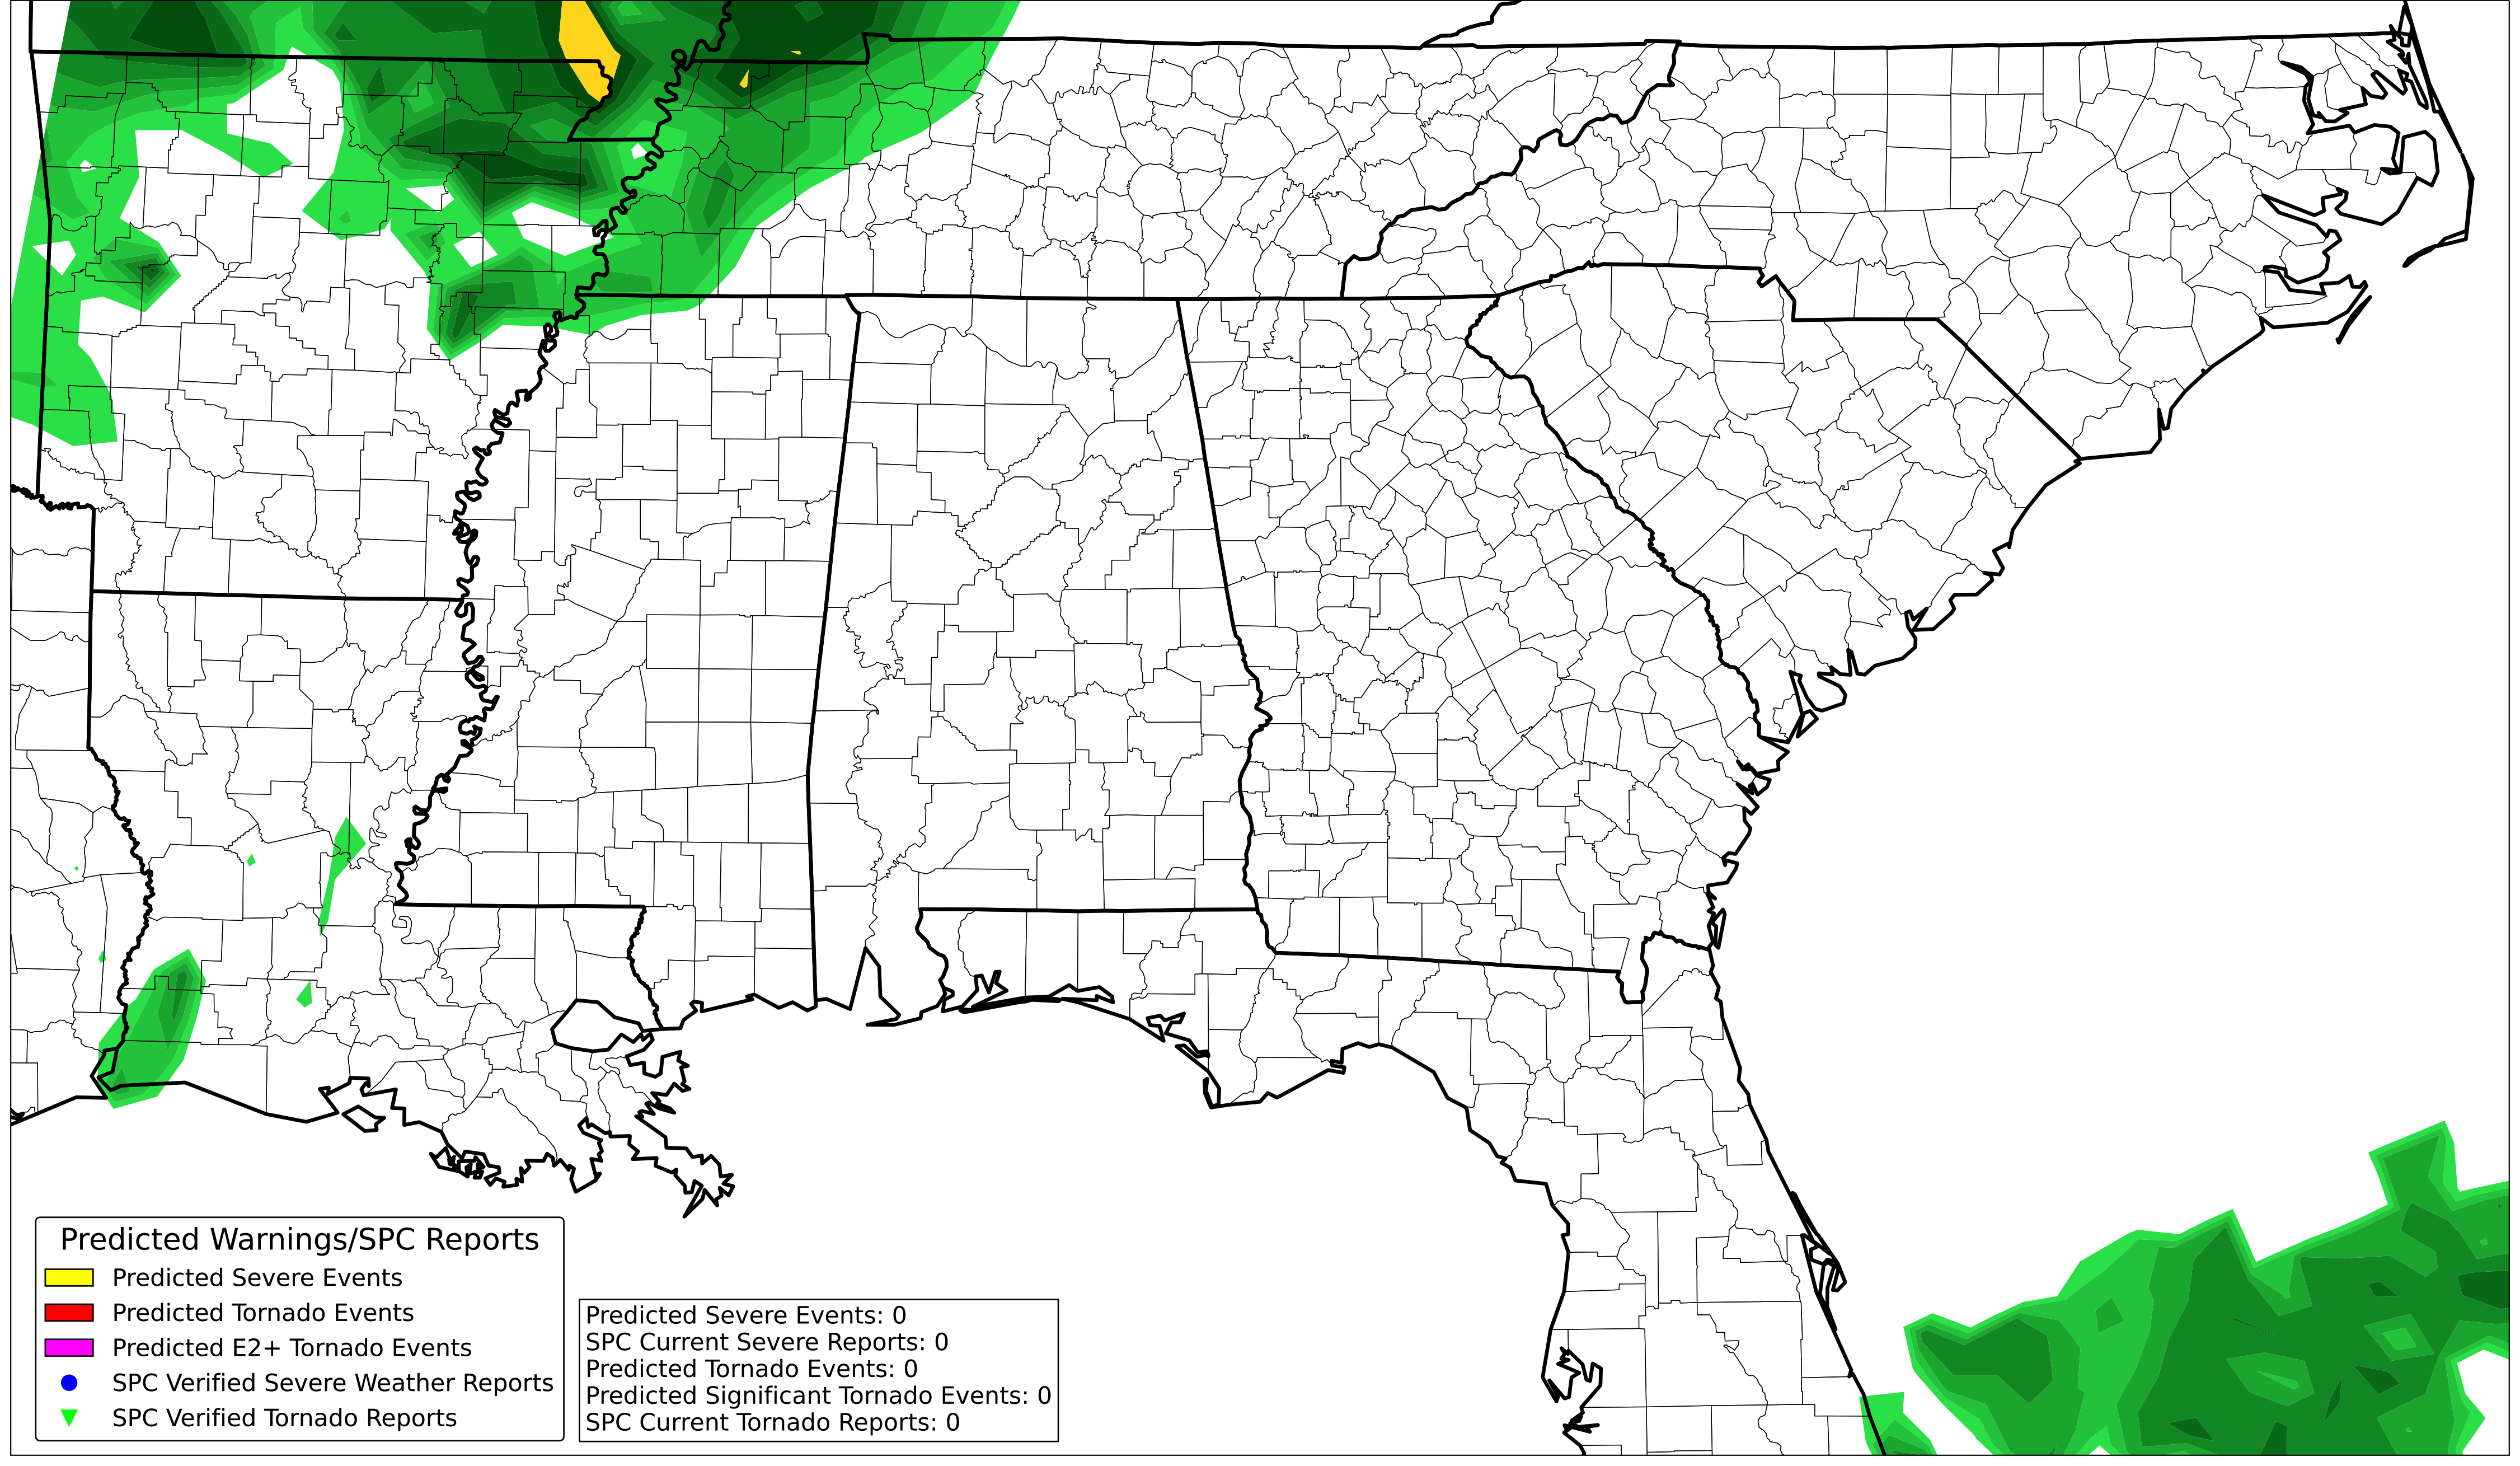 Predicted Warnings/SPC Reports
Predicted Severe Events
Predicted Tornado Events
Predicted E2+ Tornado Events
SPC Verified Severe Weather Reports
SPC Verified Tornado Reports
Predicted Severe Events: 0
SPC Current Severe Reports: 0
Predicted Tornado Events: 0
Predicted Significant Tornado Events: 0
SPC Current Tornado Reports: 0